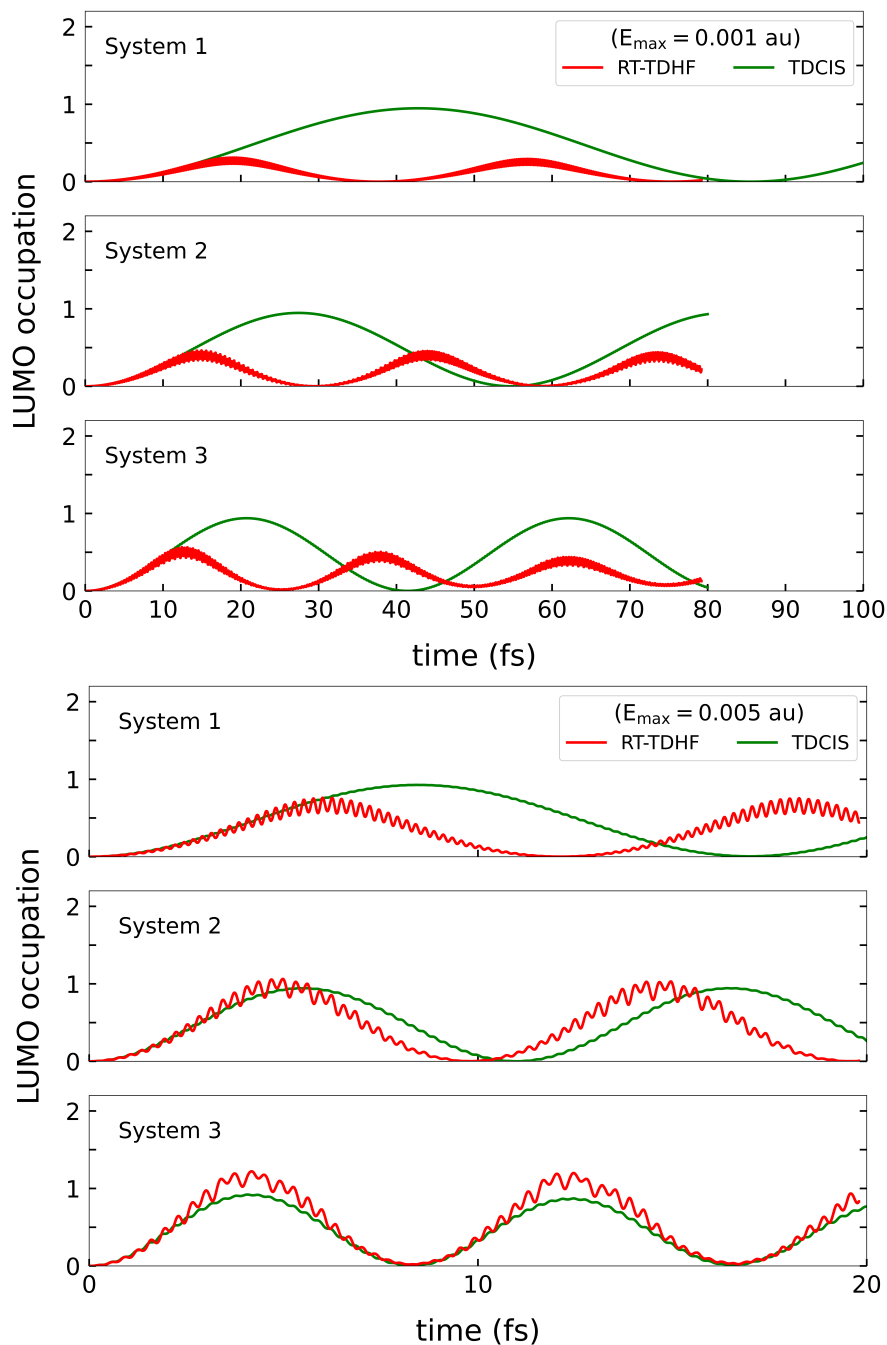 System 1
(E_max = 0.001 au)
RT-TDHF TDCIS
2
1
0
System 2
2
1
0
System 3
2
1
0
0 10 20 30 40 50 60 70 80 90 100
time (fs)
LUMO occupation
System 1
(E_max = 0.005 au)
RT-TDHF TDCIS
2
1
0
System 2
2
1
0
System 3
2
1
0
0 10 20
time (fs)
LUMO occupation